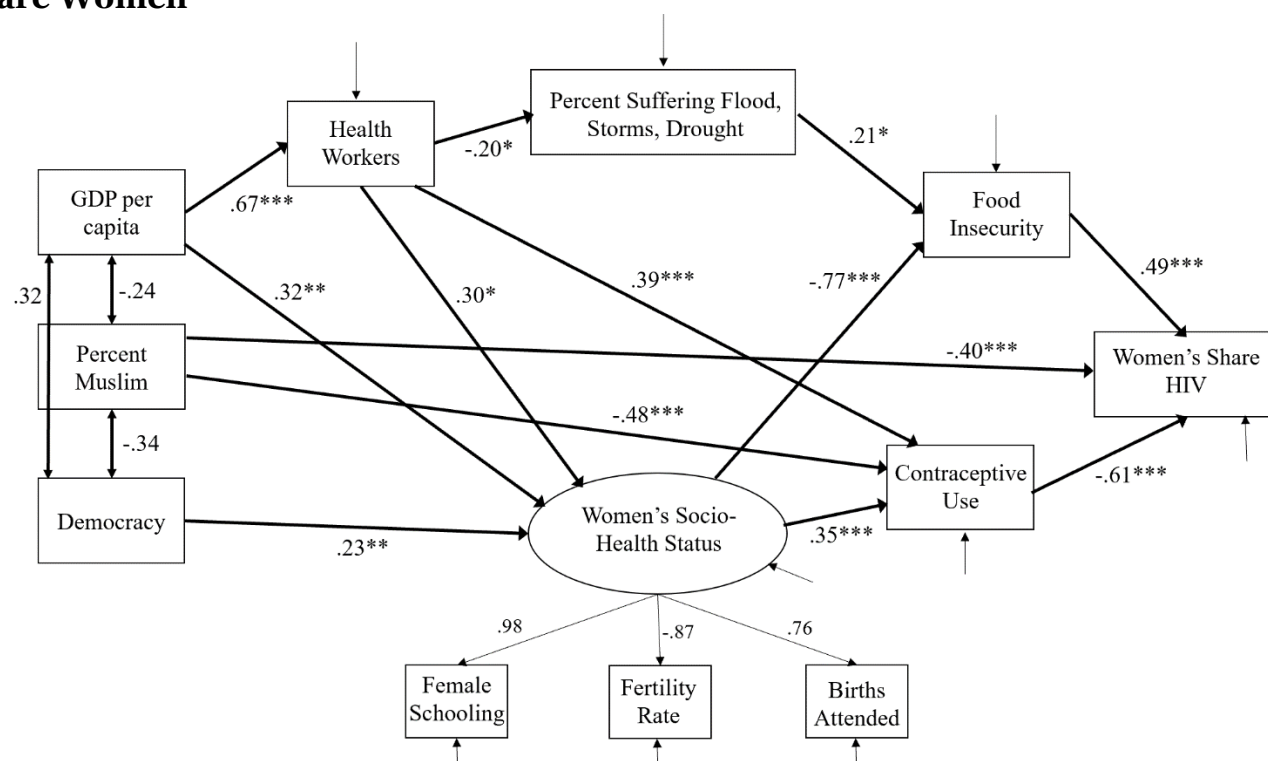 are Women
Percent Suffering Flood,
Storms, Drought
Health
Workers
-.20*
.21*
GDP per
capita
.67***
Food
Insecurity
.32
-.24
.32**
.30*
.39***
-.77***
.49***
Percent
Muslim
-.40***
Women's Share
HIV
-.48***
-.34
Contraceptive
Use
-.61***
Democracy
.23**
Women's Socio-
Health Status
.35***
.98
-.87
.76
Female
Schooling
Fertility
Rate
Births
Attended